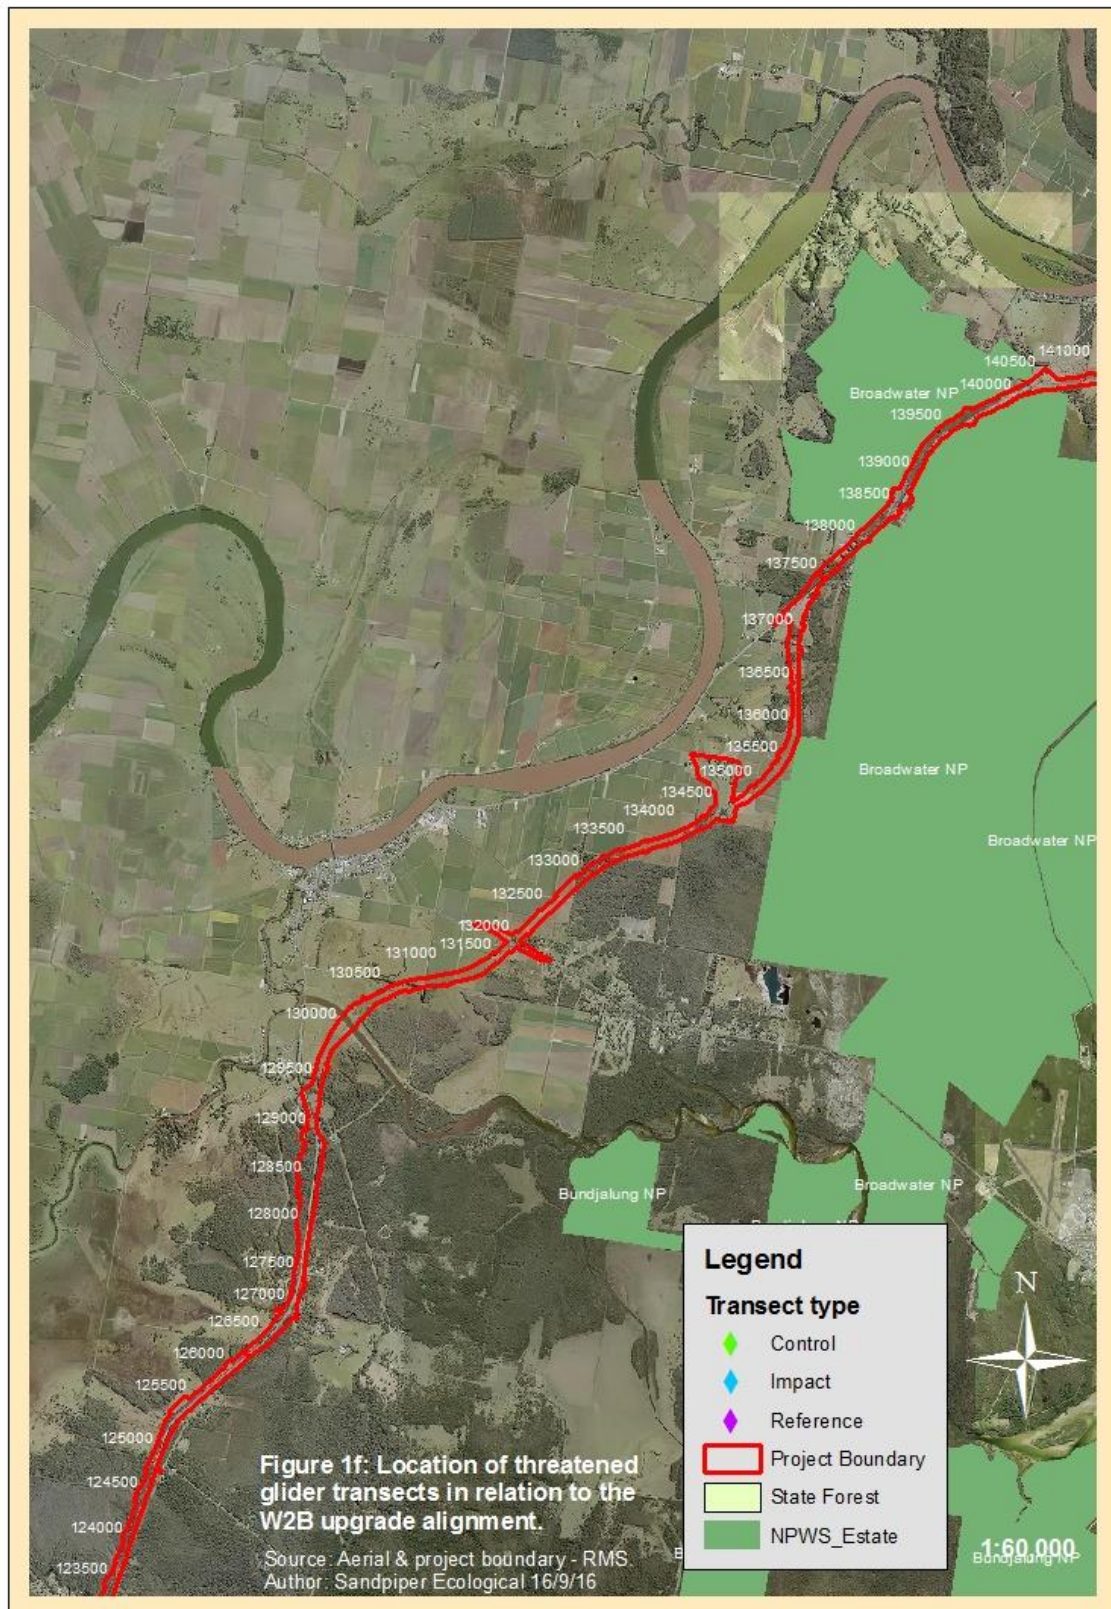 141000
140500
140000
Broadwater NP
139500
139000
138500
138000
137500
137000
136500
136000
135500
135000
Broadwater NP
134500
134000
133500
Broadwater NP
133000
132500
132000
131500
131000
130500
130000
129500
129000
128500
Broadwater NP
Bundjalung NP
128000
127500
127000
126500
126000
125500
125000
124500
124000
123500
Legend
Transect type
Control
Impact
Reference
Project Boundary
State Forest
NPWS_Estate
N
1:60,000
Bundjalung NP
Figure 1f: Location of threatened
glider transects in relation to the
W2B upgrade alignment.
Source: Aerial & project boundary - RMS.
Author: Sandpiper Ecological 16/9/16